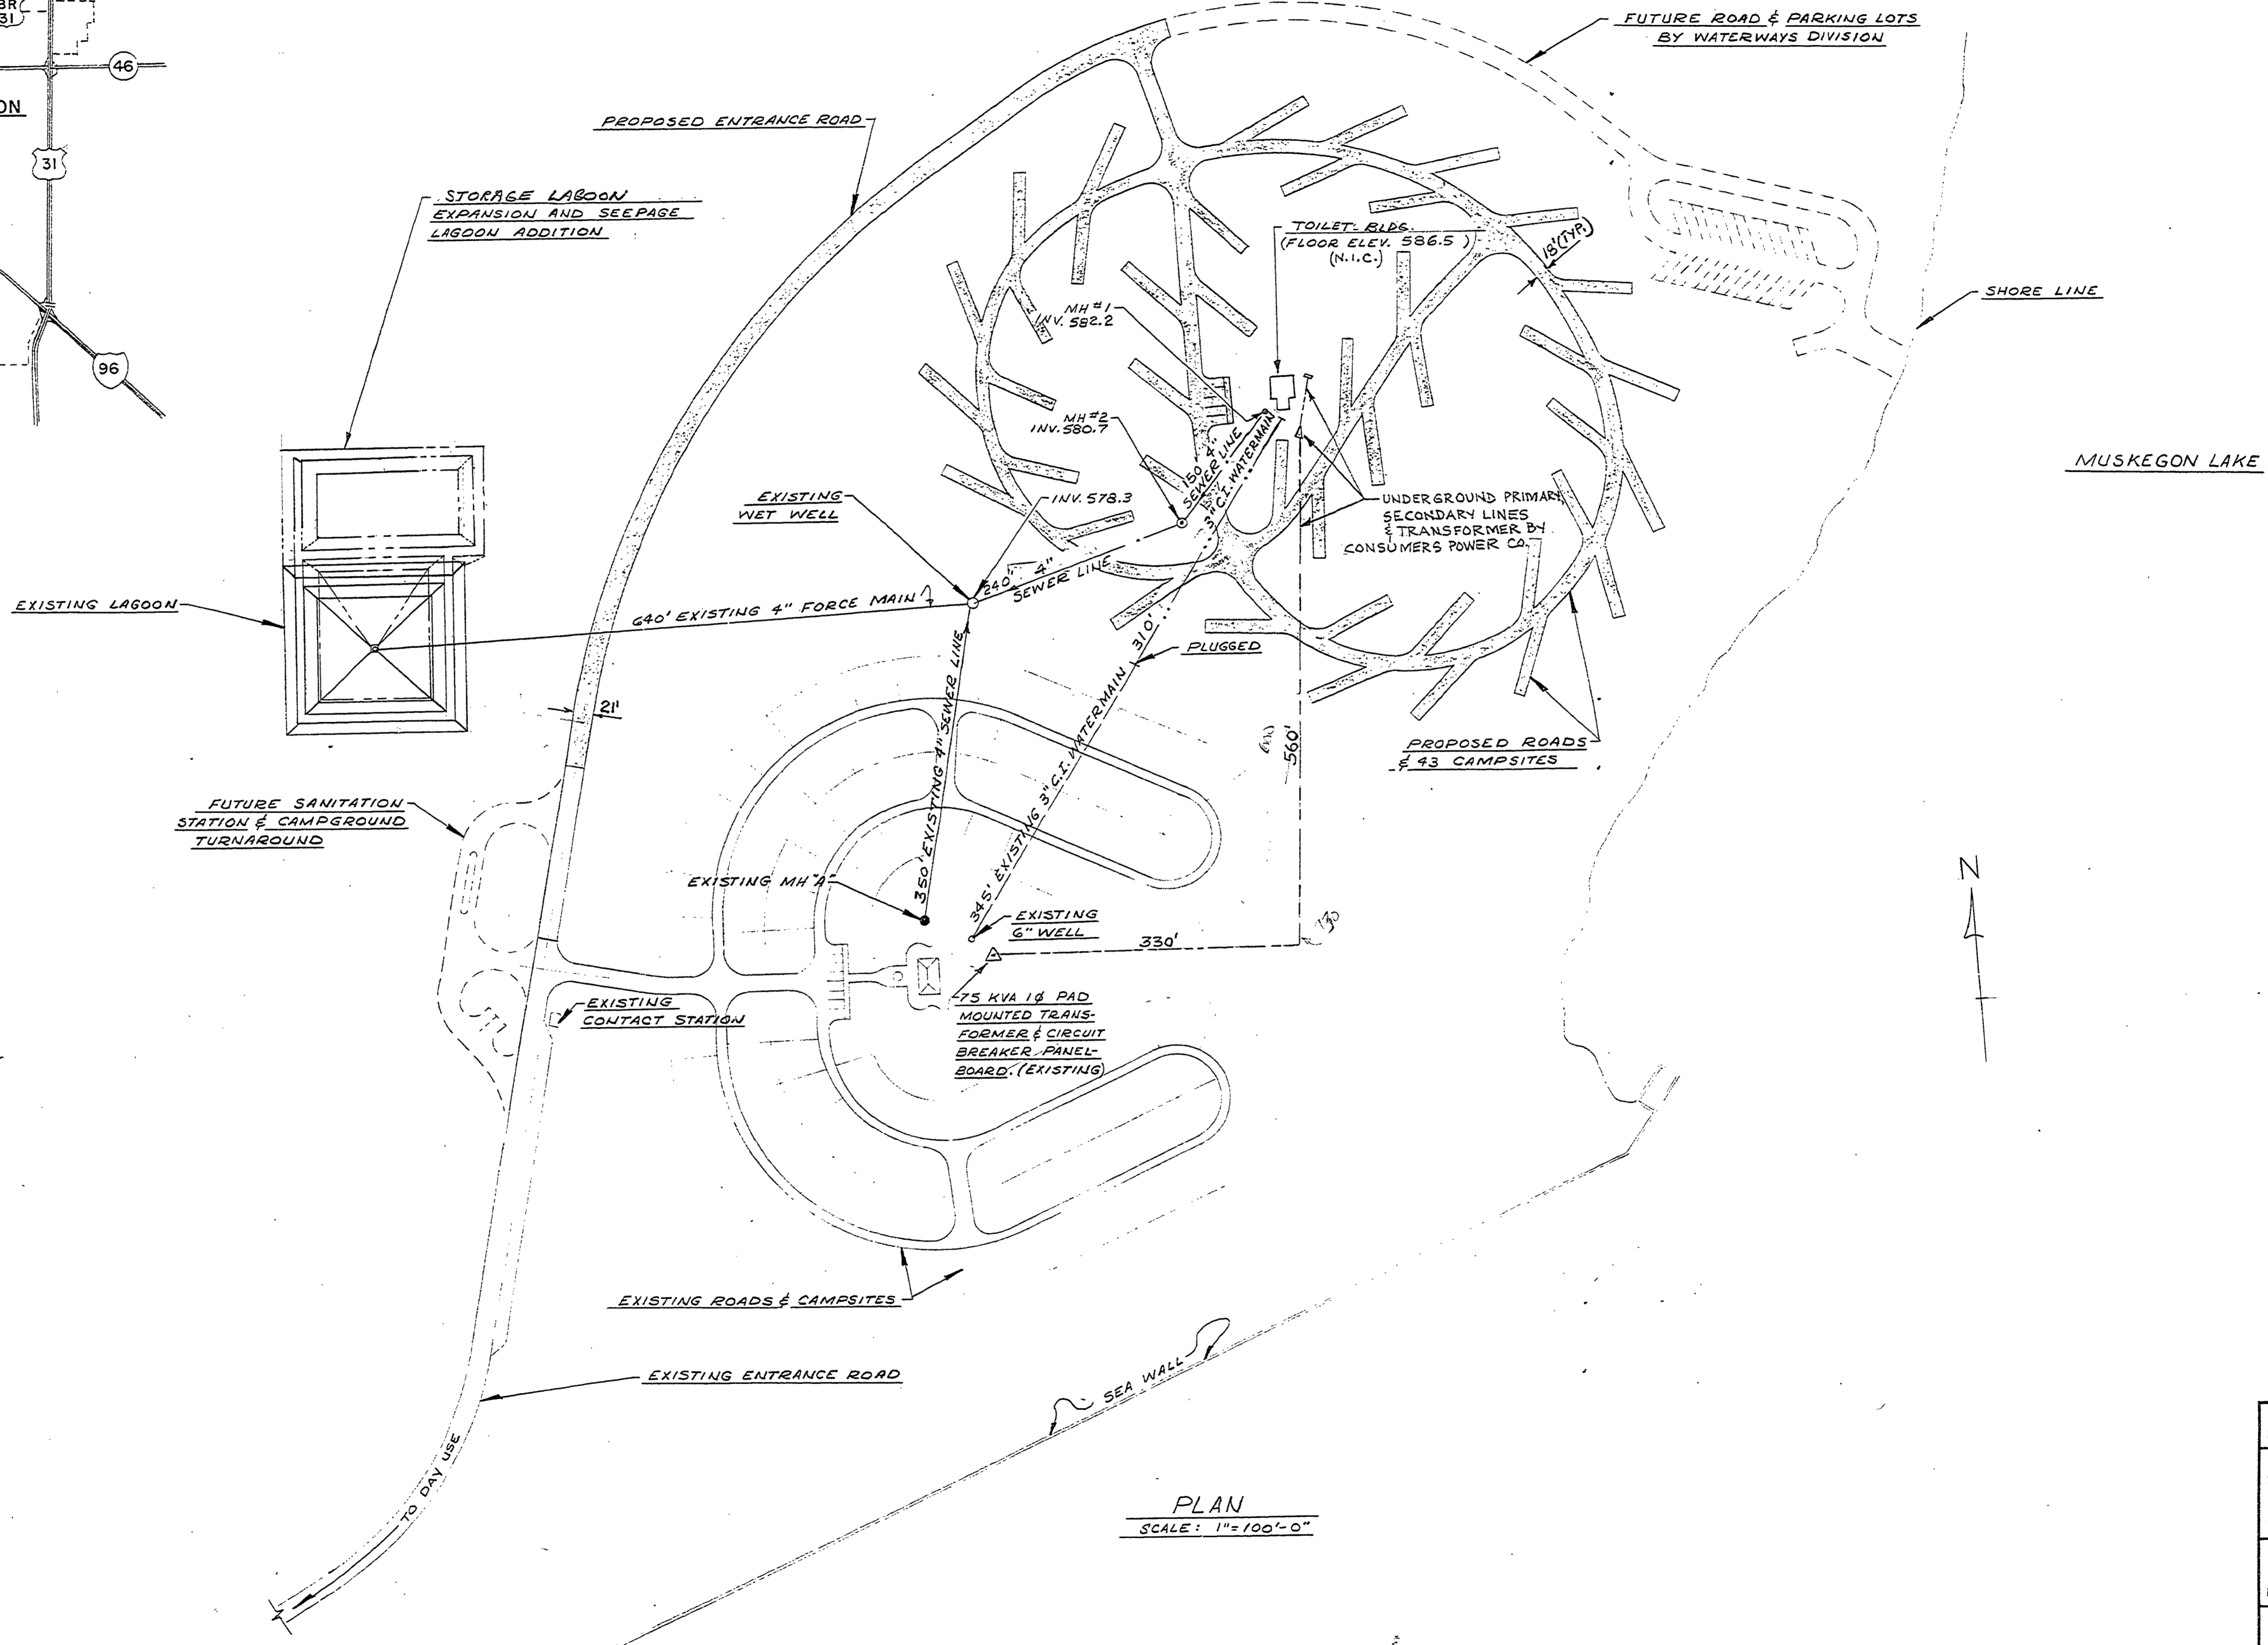 BR
31
46
ON
31
96
FUTURE ROAD & PARKING LOTS
BY WATERWAYS DIVISION
PROPOSED ENTRANCE ROAD
STORAGE LAGOON
EXPANSION AND SEEPAGE
LAGOON ADDITION
TOILET BLDG.
(FLOOR ELEV. 586.5)
(N.I.C.)
18' (TYP.)
SHORE LINE
MH #1
INV. 582.2
MH #2
INV. 580.7
150' 4"
SEWER LINE
3" C.I. WATERMAIN
MUSKEGON LAKE
EXISTING
WET WELL
INV. 578.3
UNDERGROUND PRIMARY,
SECONDARY LINES
& TRANSFORMER BY
CONSUMERS POWER CO.
240' 4"
SEWER LINE
EXISTING LAGOON
640' EXISTING 4" FORCE MAIN
310'
PLUGGED
21'
350' EXISTING 4" SEWER LINE
345' EXISTING 3" C.I. WATERMAIN
560'
PROPOSED ROADS
& 43 CAMPSITES
FUTURE SANITATION
STATION & CAMPGROUND
TURNAROUND
EXISTING MH "A"
EXISTING
6" WELL
330'
N
EXISTING
CONTACT STATION
75 KVA 1Ø PAD
MOUNTED TRANS-
FORMER & CIRCUIT
BREAKER PANEL-
BOARD. (EXISTING)
EXISTING ROADS & CAMPSITES
EXISTING ENTRANCE ROAD
SEA WALL
TO DAY USE
PLAN
SCALE: 1"=100'-0"